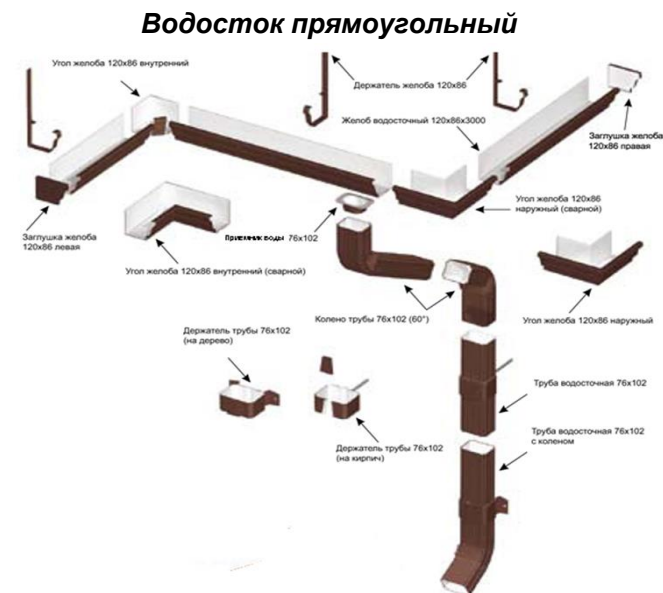 Водосток прямоугольный
Угол желоба 120х86 внутренний
Держатель желоба 120х86
Желоб водосточный 120х86х3000
Заглушка желоба
120х86 правая
Угол желоба 120х86
наружный (сварной)
Заглушка желоба
120х86 левая
Приемник воды 76х102
Угол желоба 120х86 внутренний (сварной)
Колено трубы 76х102 (60°)
Угол желоба 120х86 наружный
Держатель трубы 76х102
(на дерево)
Труба водосточная 76х102
Держатель трубы 76х102
(на кирпич)
Труба водосточная 76х102
с коленом